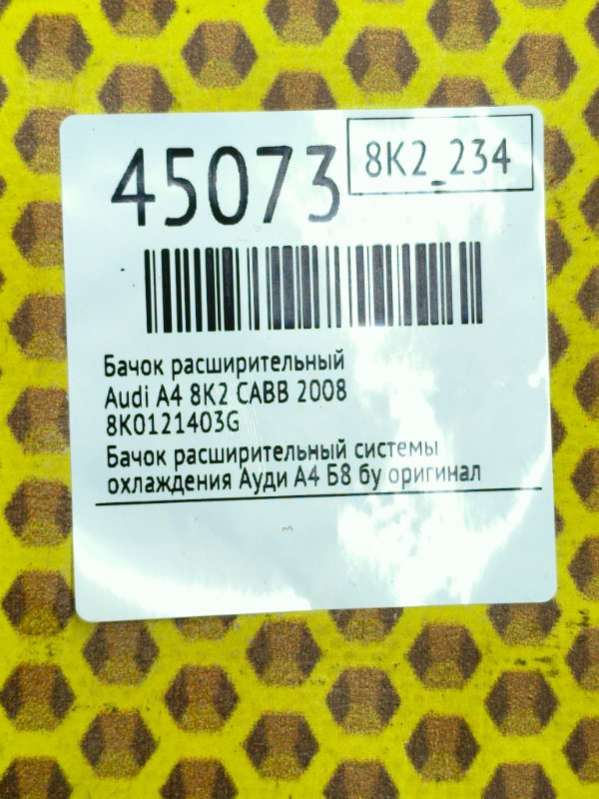 45073
8K2_234
Бачок расширительный
Audi A4 8K2 CABB 2008
8K0121403G
Бачок расширительный системы
охлаждения Ауди А4 Б8 бу оригинал